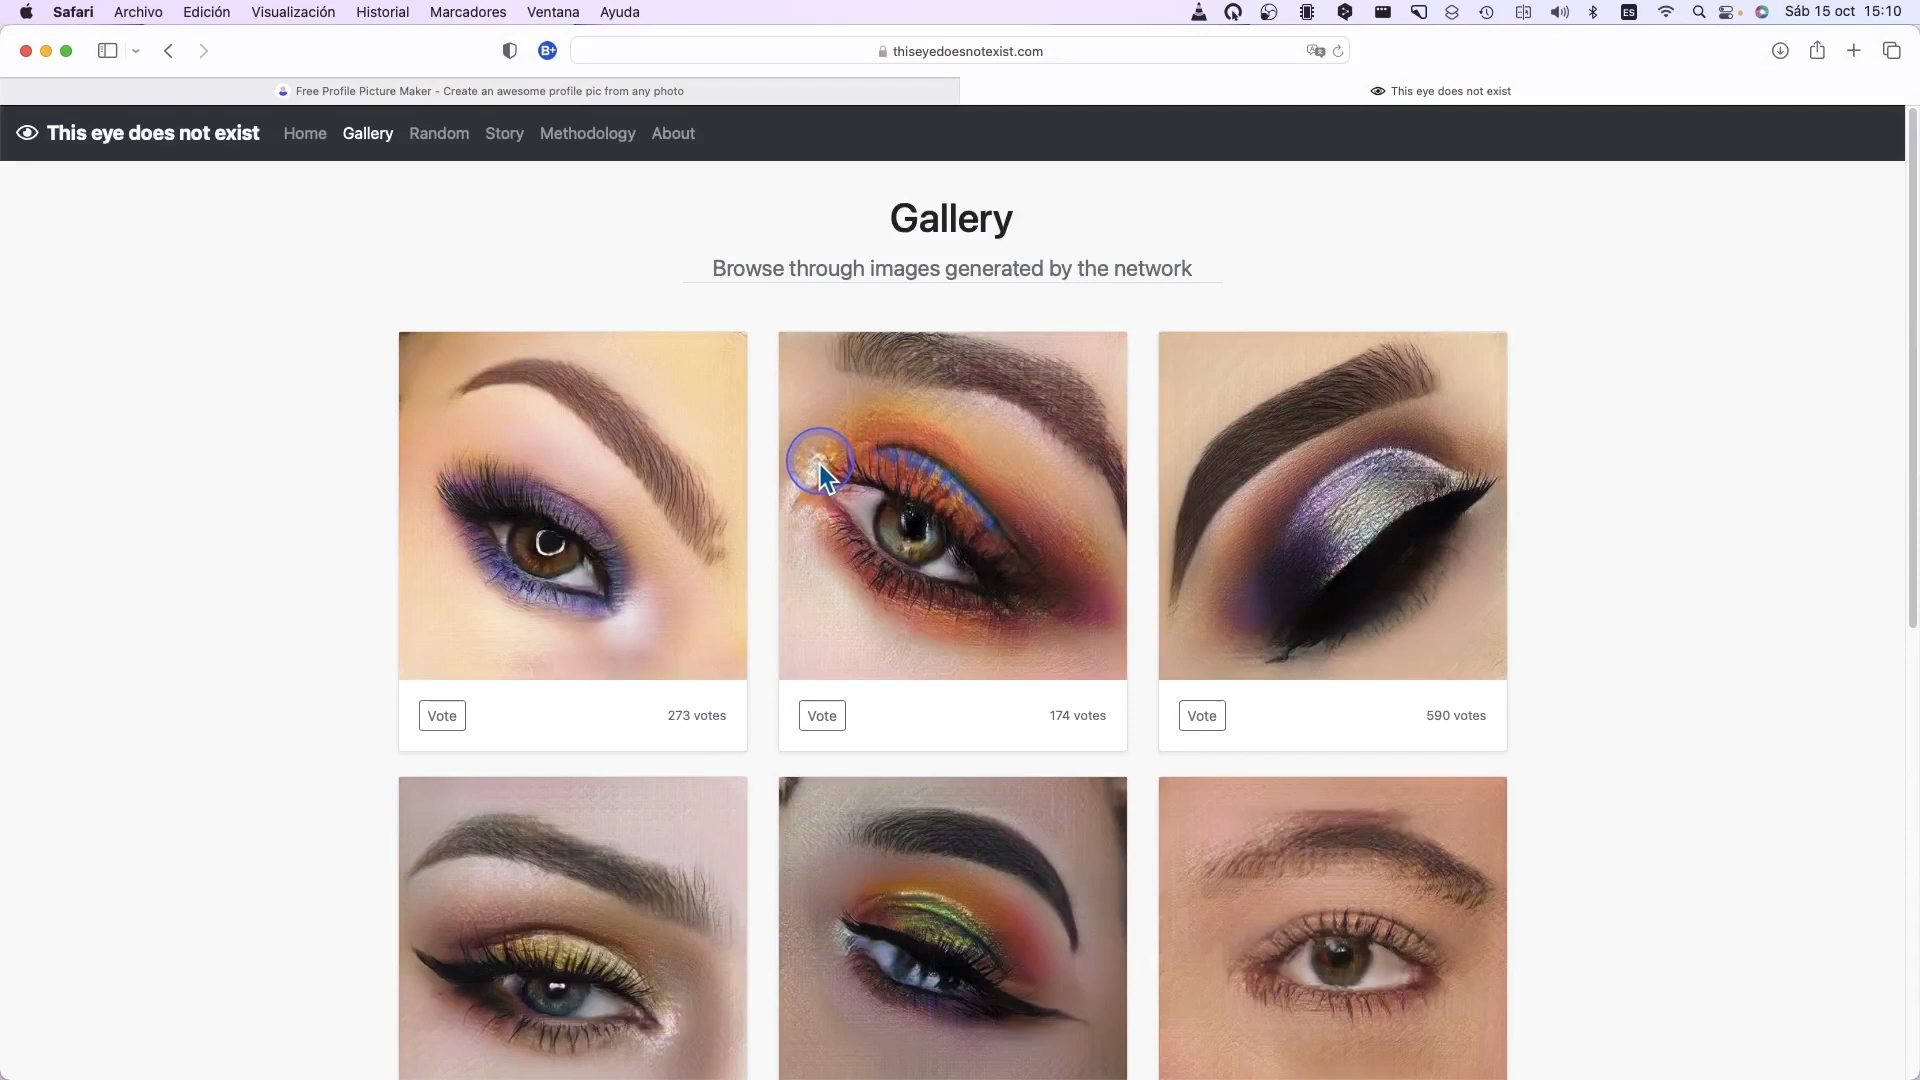 Safari Archivo Edición Visualización Historial Marcadores Ventana Ayuda ES Sáb 15 oct 15:10
B+ thiseyedoesnotexist.com
Free Profile Picture Maker - Create an awesome profile pic from any photo
This eye does not exist
This eye does not exist Home Gallery Random Story Methodology About
Gallery
Browse through images generated by the network
Vote 273 votes
Vote 174 votes
Vote 590 votes